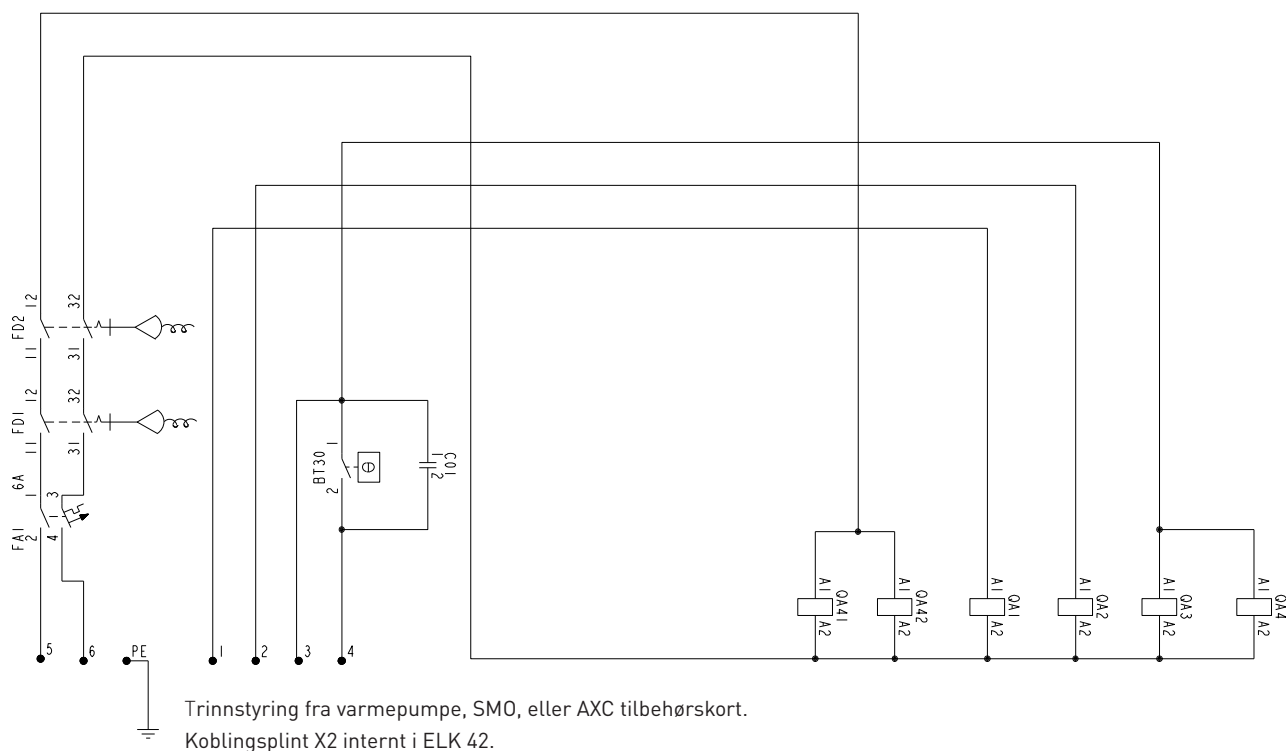 12
32
FD2
11
31
12
32
FD1
11
31
6A
1
3
FA1
2
4
BT30
1
2
θ
C01
1
2
A1
QA41
A2
A1
QA42
A2
A1
QA1
A2
A1
QA2
A2
A1
QA3
A2
A1
QA4
A2
5
6
PE
1
2
3
4
Trinnstyring fra varmepumpe, SMO, eller AXC tilbehørskort.
Koblingsplint X2 internt i ELK 42.